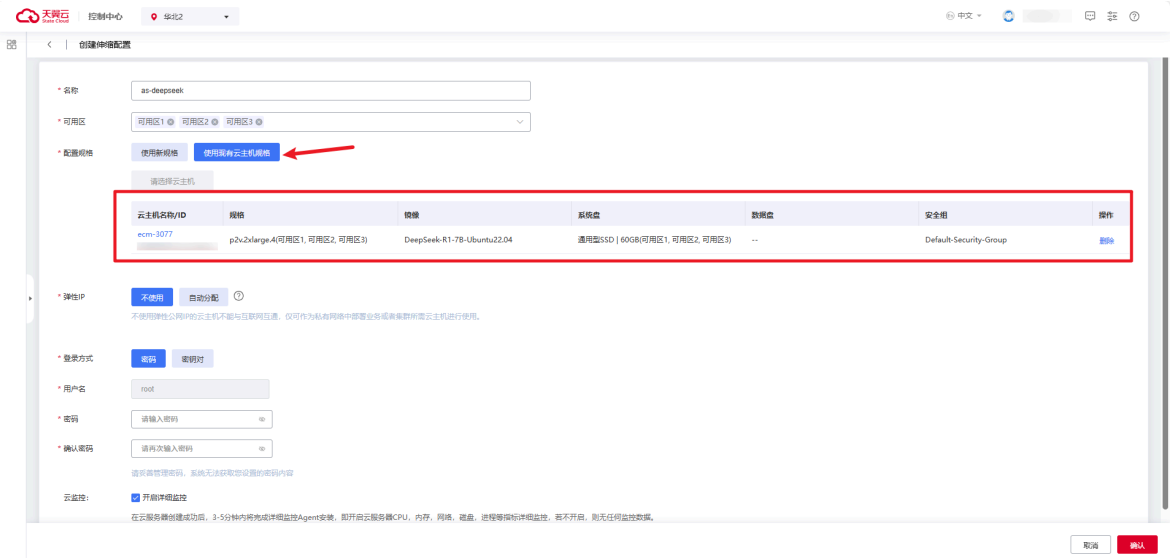 天翼云 控制中心 华北2 中文
State Cloud
创建伸缩配置
* 名称 as-deepseek
* 可用区 可用区1 可用区2 可用区3
* 配置规格 使用新规格 使用现有云主机规格
请选择云主机
云主机名称/ID 规格 镜像 系统盘 数据盘 安全组 操作
ecm-3077
p2v.2xlarge.4(可用区1, 可用区2, 可用区3) DeepSeek-R1-7B-Ubuntu22.04 通用型SSD | 60GB(可用区1, 可用区2, 可用区3) -- Default-Security-Group 删除
* 弹性IP 不使用 自动分配
不使用弹性公网IP的云主机不能与互联网互通，仅可作为私有网络中部署业务或者集群所需云主机进行使用。
* 登录方式 密码 密钥对
* 用户名 root
* 密码 请输入密码
* 确认密码 请再次输入密码
请妥善管理密码，系统无法获取您设置的密码内容
云监控： 开启详细监控
在云服务器创建成功后，3-5分钟内将完成详细监控Agent安装，即开启云服务器CPU，内存，网络，磁盘，进程等指标详细监控，若不开启，则无任何监控数据。
取消 确认